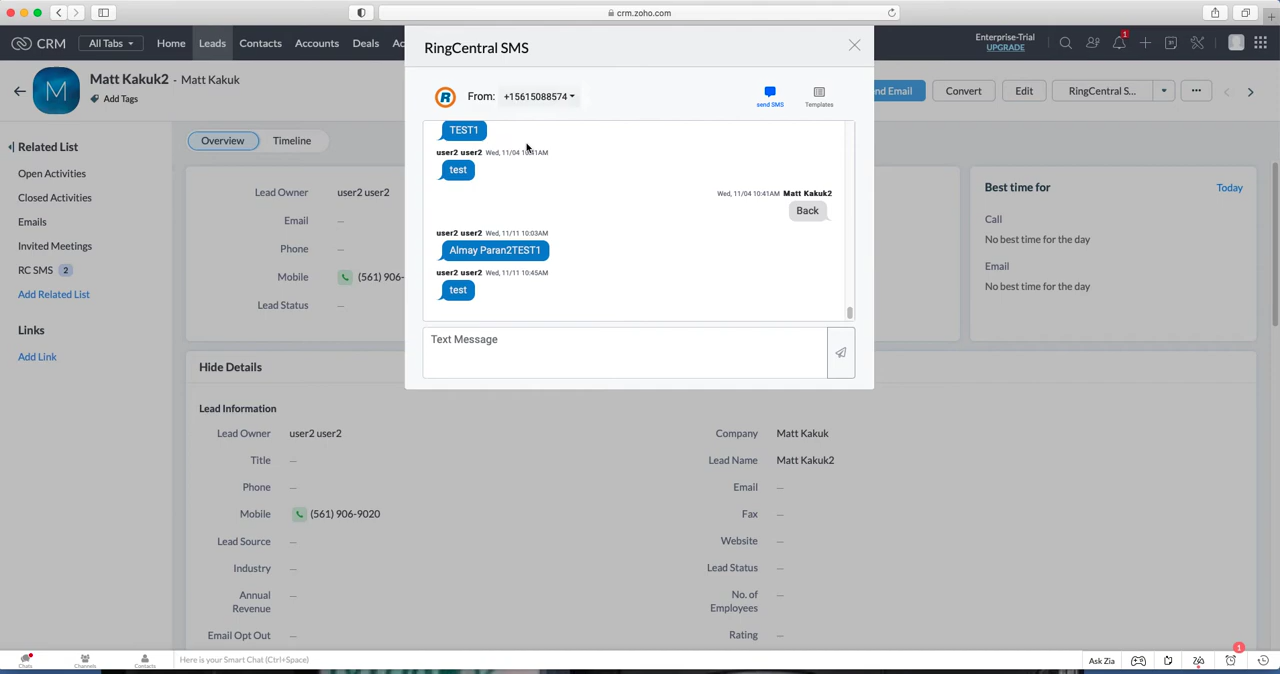 crm.zoho.com
CRM
All Tabs
Home
Leads
Contacts
Accounts
Deals
Ac
Enterprise-Trial
UPGRADE
1
RingCentral SMS
M
Matt Kakuk2 - Matt Kakuk
Add Tags
nd Email
Convert
Edit
RingCentral S...
From: +15615088574
send SMS
Templates
Related List
Open Activities
Closed Activities
Emails
Invited Meetings
RC SMS 2
Add Related List
Links
Add Link
Overview
Timeline
Lead Owner user2 user2
Email —
Phone —
Mobile (561) 906-
Lead Status —
TEST1
user2 user2 Wed, 11/04 10:41AM
test
Wed, 11/04 10:41AM Matt Kakuk2
Back
user2 user2 Wed, 11/11 10:03AM
Almay Paran2TEST1
user2 user2 Wed, 11/11 10:45AM
test
Text Message
Best time for
Today
Call
No best time for the day
Email
No best time for the day
Hide Details
Lead Information
Lead Owner user2 user2
Company Matt Kakuk
Title —
Lead Name Matt Kakuk2
Phone —
Email —
Mobile (561) 906-9020
Fax —
Lead Source —
Website —
Industry —
Lead Status —
Annual
Revenue —
No. of
Employees —
Email Opt Out —
Rating —
Chats
Channels
Contacts
Here is your Smart Chat (Ctrl+Space)
Ask Zia
1